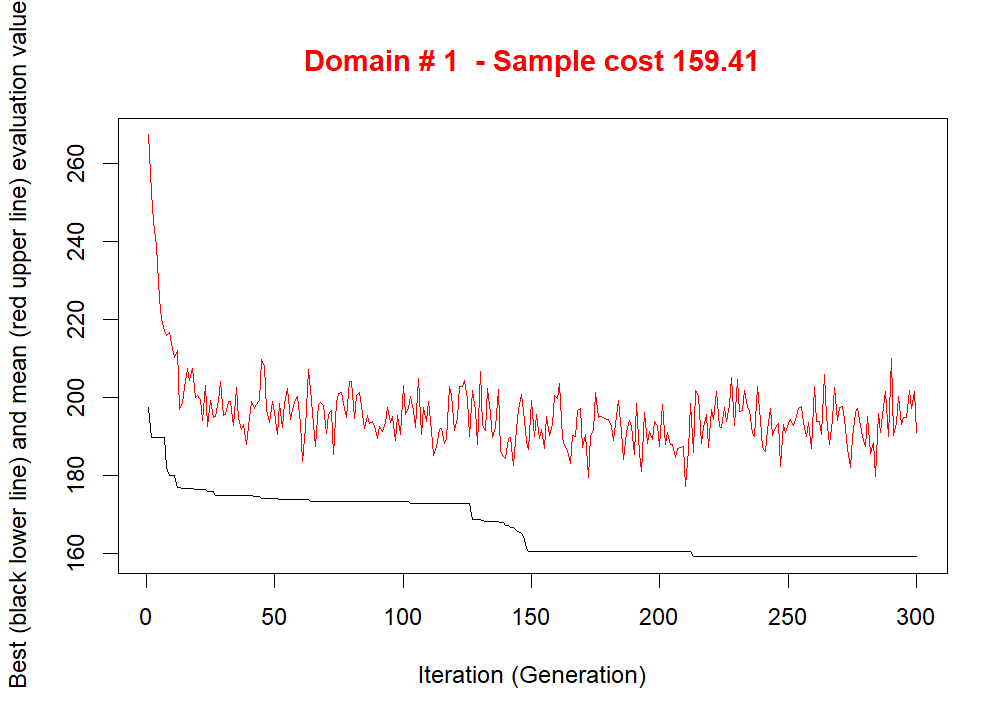 Domain # 1  - Sample cost 159.41
Best (black lower line) and mean (red upper line) evaluation value
260
240
220
200
180
160
0 50 100 150 200 250 300
Iteration (Generation)